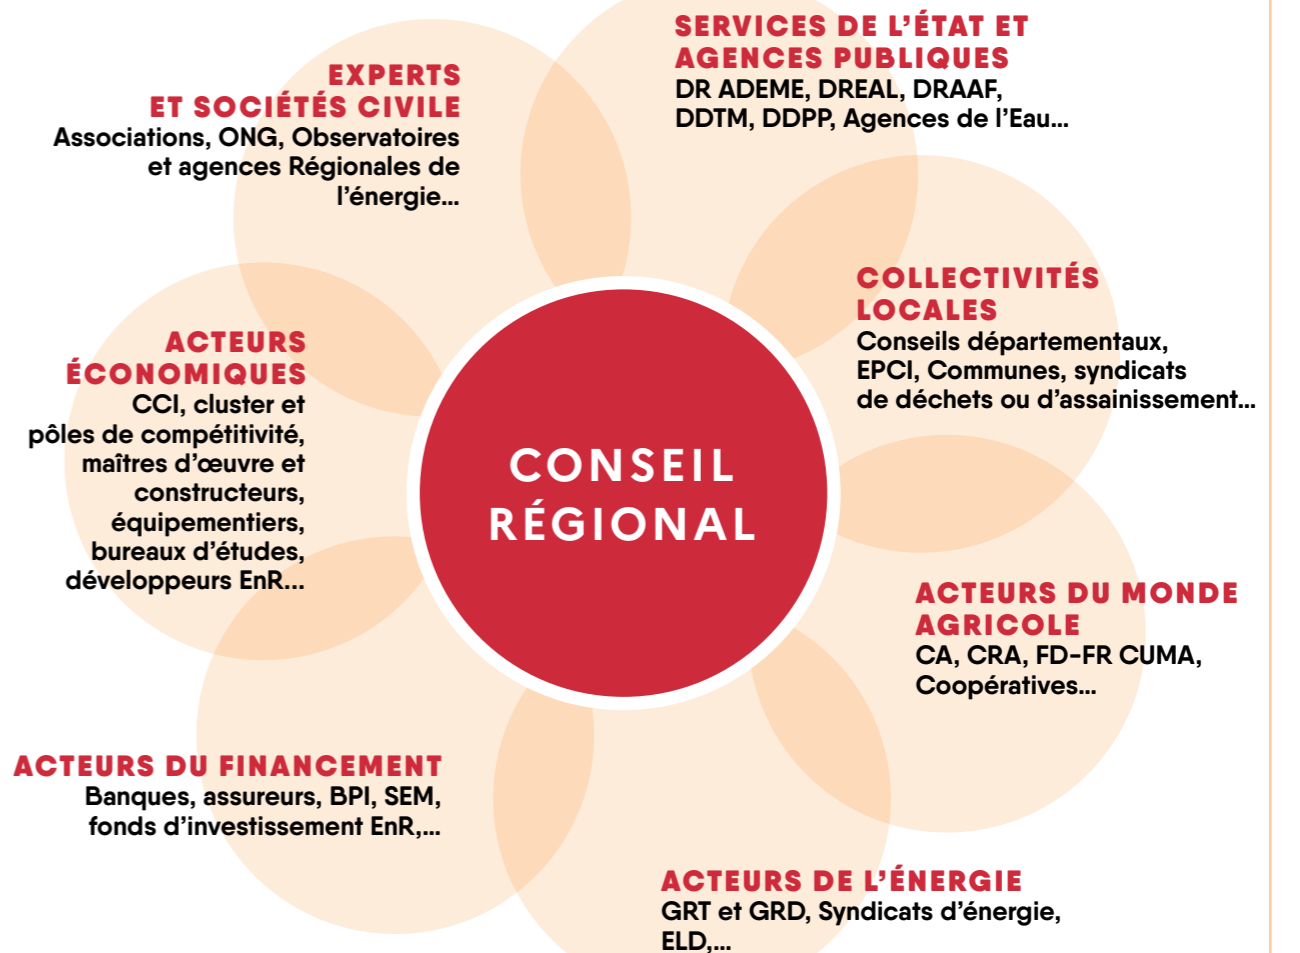 SERVICES DE L’ÉTAT ET
AGENCES PUBLIQUES
DR ADEME, DREAL, DRAAF,
DDTM, DDPP, Agences de l’Eau...
EXPERTS
ET SOCIÉTÉS CIVILE
Associations, ONG, Observatoires
et agences Régionales de
l’énergie...
COLLECTIVITÉS
LOCALES
Conseils départementaux,
EPCI, Communes, syndicats
de déchets ou d’assainissement...
ACTEURS
ÉCONOMIQUES
CCI, cluster et
pôles de compétitivité,
maîtres d’œuvre et
constructeurs,
équipementiers,
bureaux d’études,
développeurs EnR...
CONSEIL
RÉGIONAL
ACTEURS DU MONDE
AGRICOLE
CA, CRA, FD-FR CUMA,
Coopératives...
ACTEURS DU FINANCEMENT
Banques, assureurs, BPI, SEM,
fonds d’investissement EnR,...
ACTEURS DE L’ÉNERGIE
GRT et GRD, Syndicats d’énergie,
ELD,...